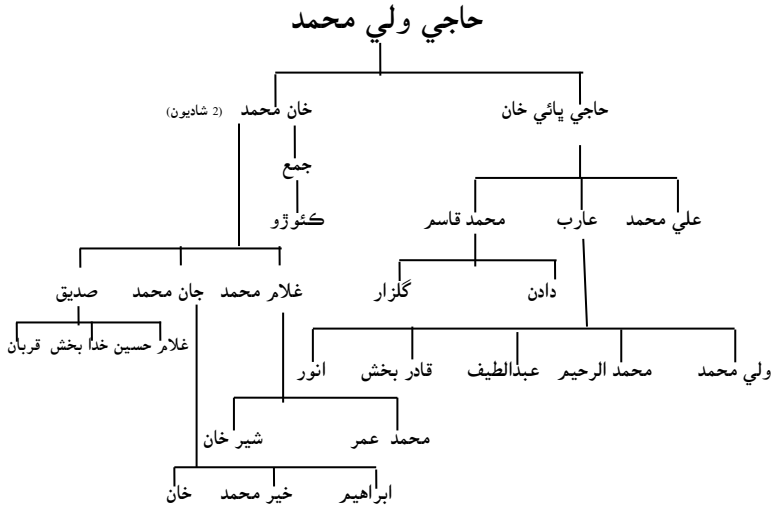 حاجي ولي محمد
حاجي ڀائي خان خان محمد (2 شاديون)
جمع
علي محمد عارب محمد قاسم ڪئوڙو
دادن گلزار غلام محمد جان محمد صديق
غلام حسين خدا بخش قربان
ولي محمد محمد الرحيم عبدالطيف قادر بخش انور
محمد عمر شير خان
ابراهيم خير محمد خان